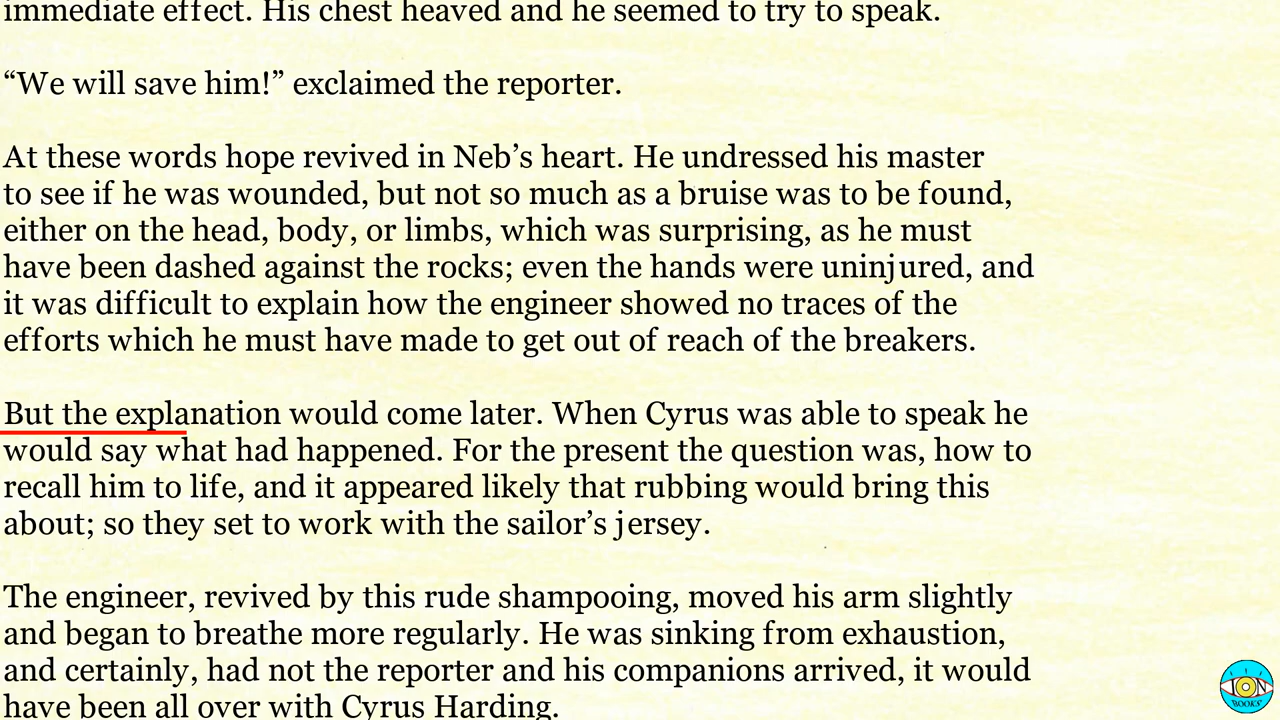 immediate effect. His chest heaved and he seemed to try to speak.
“We will save him!” exclaimed the reporter.
At these words hope revived in Neb’s heart. He undressed his master
to see if he was wounded, but not so much as a bruise was to be found,
either on the head, body, or limbs, which was surprising, as he must
have been dashed against the rocks; even the hands were uninjured, and
it was difficult to explain how the engineer showed no traces of the
efforts which he must have made to get out of reach of the breakers.
But the explanation would come later. When Cyrus was able to speak he
would say what had happened. For the present the question was, how to
recall him to life, and it appeared likely that rubbing would bring this
about; so they set to work with the sailor’s jersey.
The engineer, revived by this rude shampooing, moved his arm slightly
and began to breathe more regularly. He was sinking from exhaustion,
and certainly, had not the reporter and his companions arrived, it would
have been all over with Cyrus Harding.
ION
BOOKS